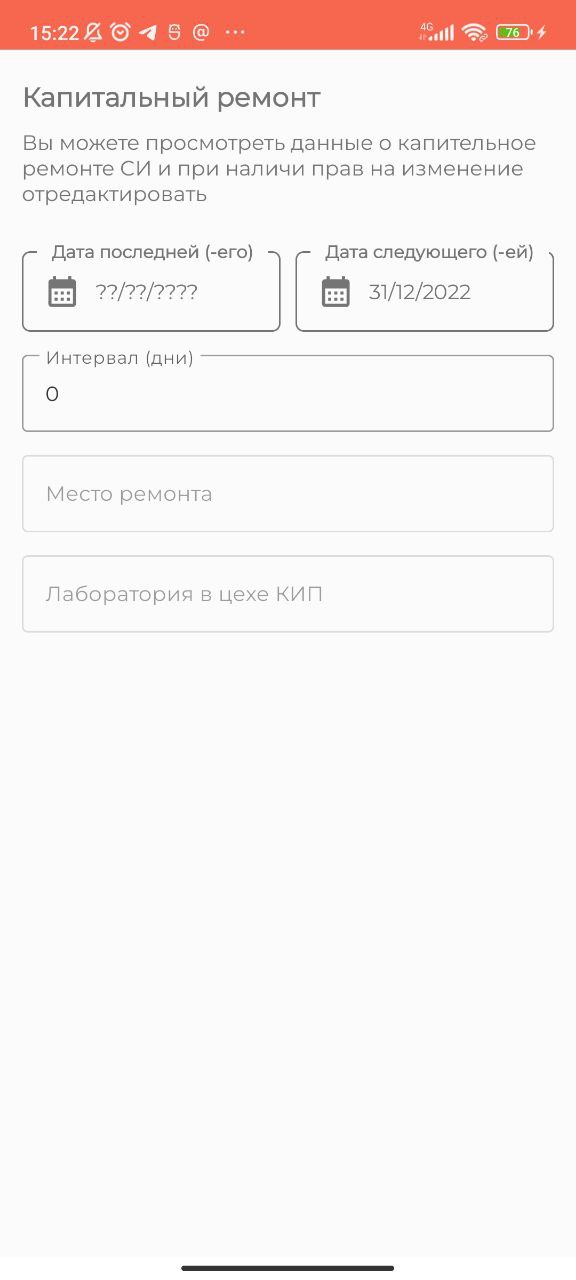 15:22
4G
76
Капитальный ремонт
Вы можете просмотреть данные о капительное
ремонте СИ и при наличи прав на изменение
отредактировать
Дата последней (-его)
Дата следующего (-ей)
??/??/????
31/12/2022
Интервал (дни)
0
Место ремонта
Лаборатория в цехе КИП